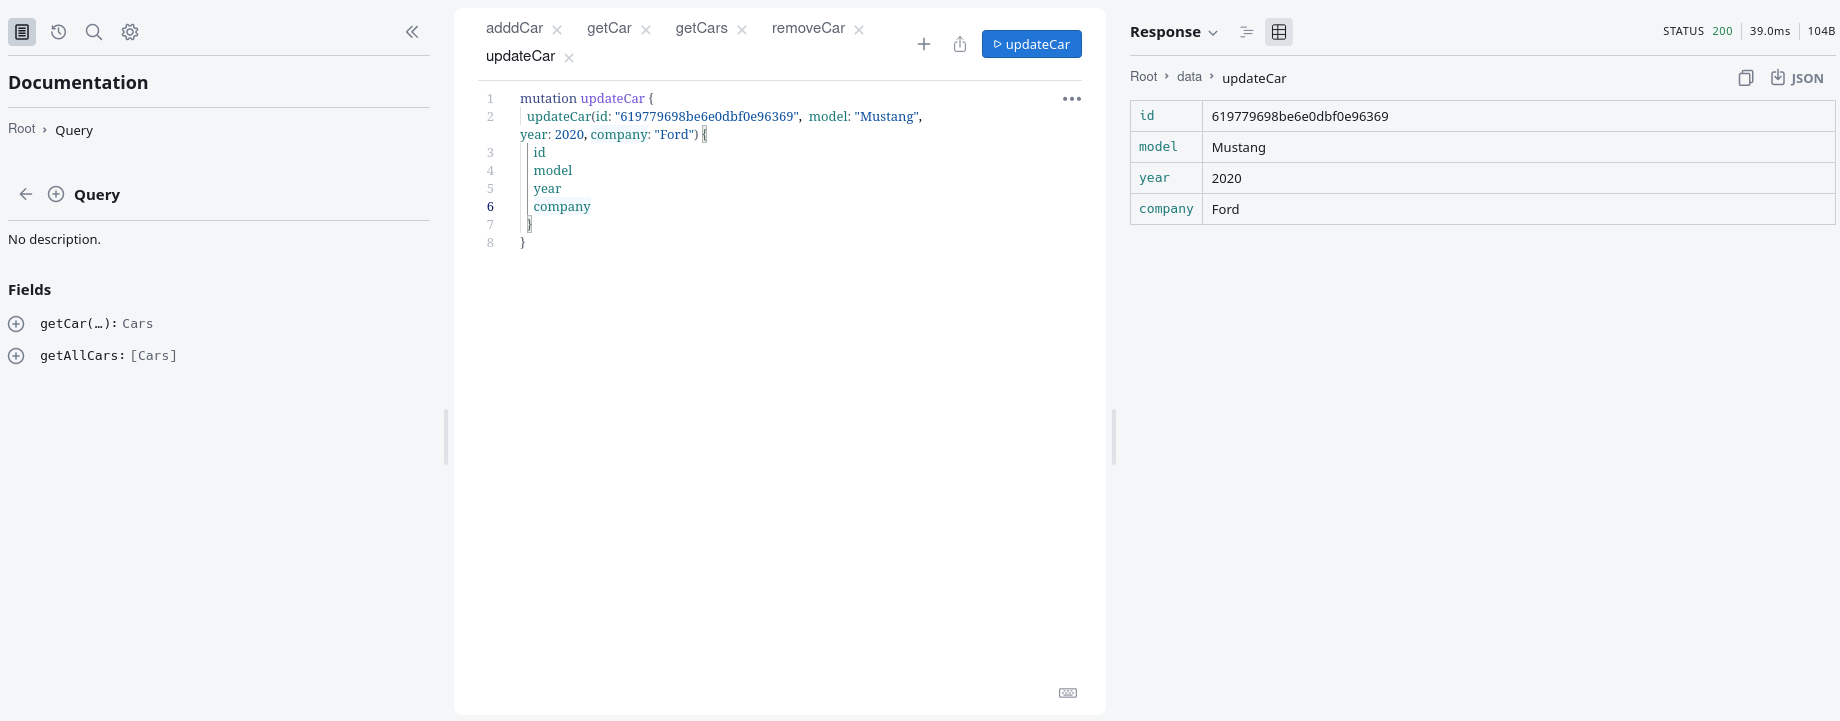 Documentation
Root › Query
Query
No description.
Fields
getCar(…): Cars
getAllCars: [Cars]
adddCar
getCar
getCars
removeCar
updateCar
updateCar
1 mutation updateCar {
2 updateCar(id: "619779698be6e0dbf0e96369", model: "Mustang",
year: 2020, company: "Ford") {
3 id
4 model
5 year
6 company
7 }
8 }
Response
STATUS 200 39.0ms 104B
Root › data › updateCar
JSON
id 619779698be6e0dbf0e96369
model Mustang
year 2020
company Ford